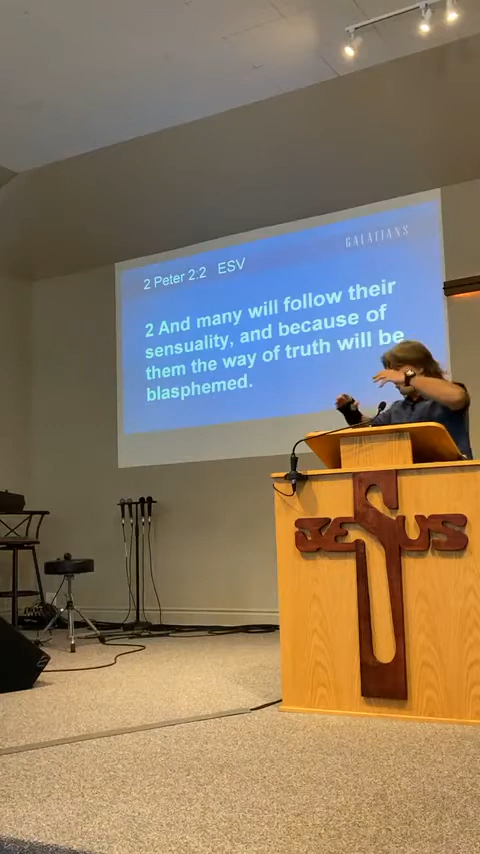 GALATIANS
2 Peter 2:2 ESV
2 And many will follow their
sensuality, and because of
them the way of truth will be
blasphemed.
JESUS